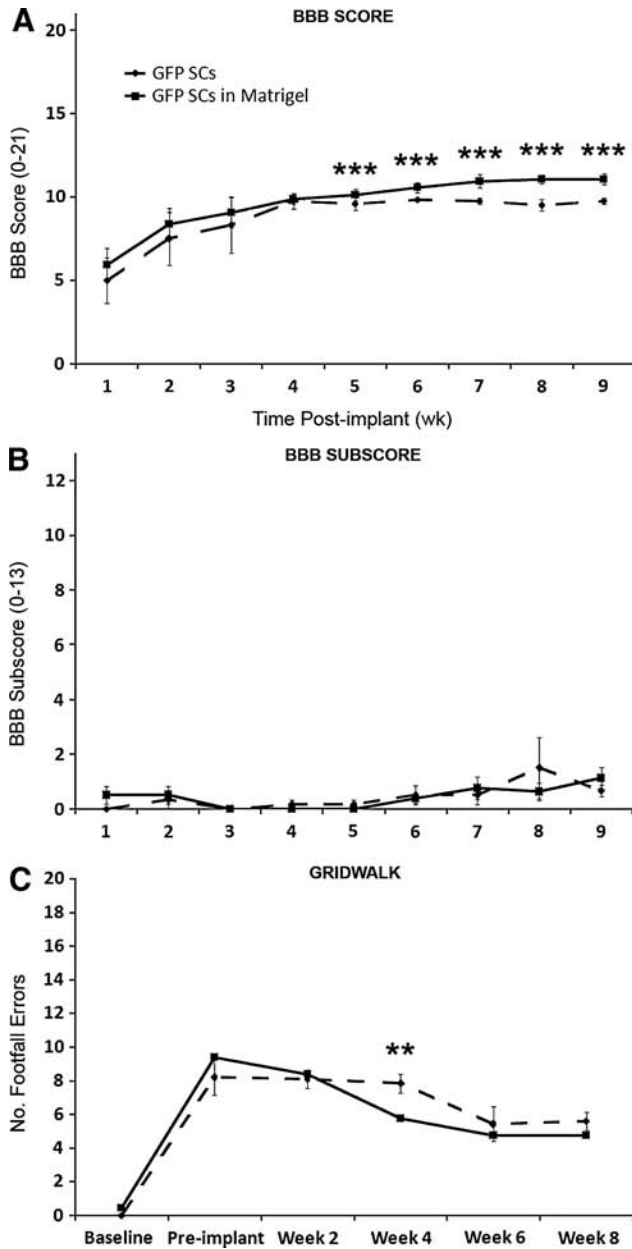 A
BBB SCORE
GFP SCs
GFP SCs in Matrigel
BBB Score (0-21)
20
15
10
5
0
*** *** *** *** ***
1 2 3 4 5 6 7 8 9
Time Post-implant (wk)
B
BBB SUBSCORE
BBB Subscore (0-13)
12
10
8
6
4
2
0
1 2 3 4 5 6 7 8 9
C
GRIDWALK
No. Footfall Errors
20
18
16
14
12
10
8
6
4
2
0
**
Baseline Pre-implant Week 2 Week 4 Week 6 Week 8